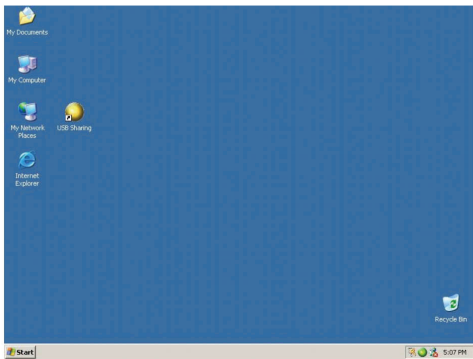 My Documents
My Computer
My Network
Places
USB Sharing
Internet
Explorer
Recycle Bin
Start
5:07 PM